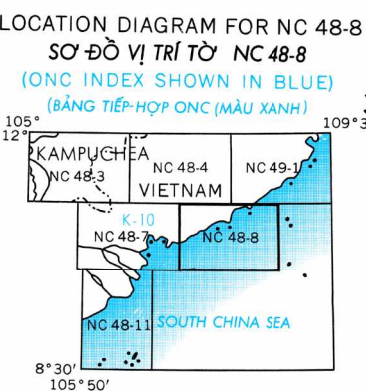 LOCATION DIAGRAM FOR NC 48-8
SƠ ĐỒ VỊ TRÍ TỜ NC 48-8
(ONC INDEX SHOWN IN BLUE)
(BẢNG TIẾP-HỢP ONC (MÀU XANH)
105° 109°3
12°
KAMPUCHEA
NC 48-3 NC 48-4 NC 49-1
VIETNAM
K-10
NC 48-7 NC 48-8
NC 48-11 SOUTH CHINA SEA
8°30'
105°50'